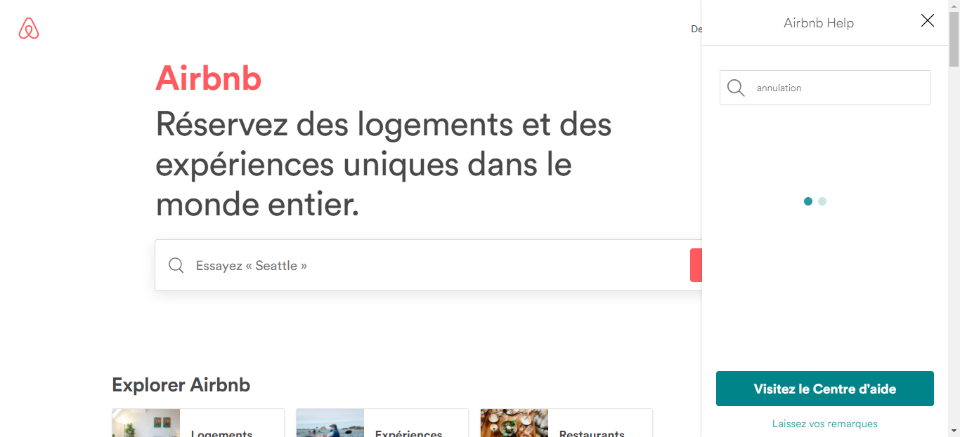 De
Airbnb Help
Airbnb
Réservez des logements et des
expériences uniques dans le
monde entier.
Essayez « Seattle »
annulation
Visitez le Centre d'aide
Laissez vos remarques
Explorer Airbnb
Logements
Expériences
Restaurants